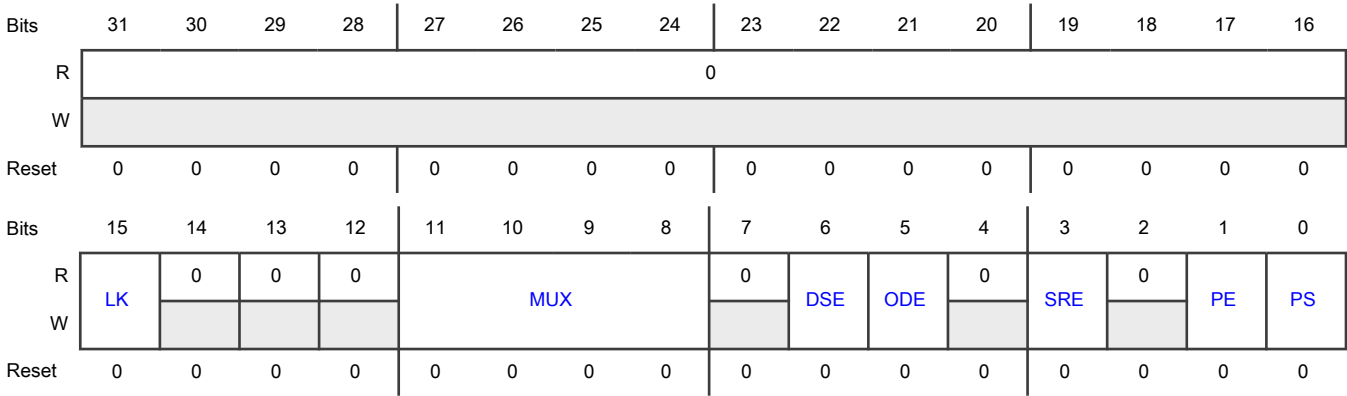 Bits 31 30 29 28 27 26 25 24 23 22 21 20 19 18 17 16
R 0
W
Reset 0 0 0 0 0 0 0 0 0 0 0 0 0 0 0 0
Bits 15 14 13 12 11 10 9 8 7 6 5 4 3 2 1 0
R 0 0 0 0 0 0
LK MUX DSE ODE SRE PE PS
W
Reset 0 0 0 0 0 0 0 0 0 0 0 0 0 0 0 0